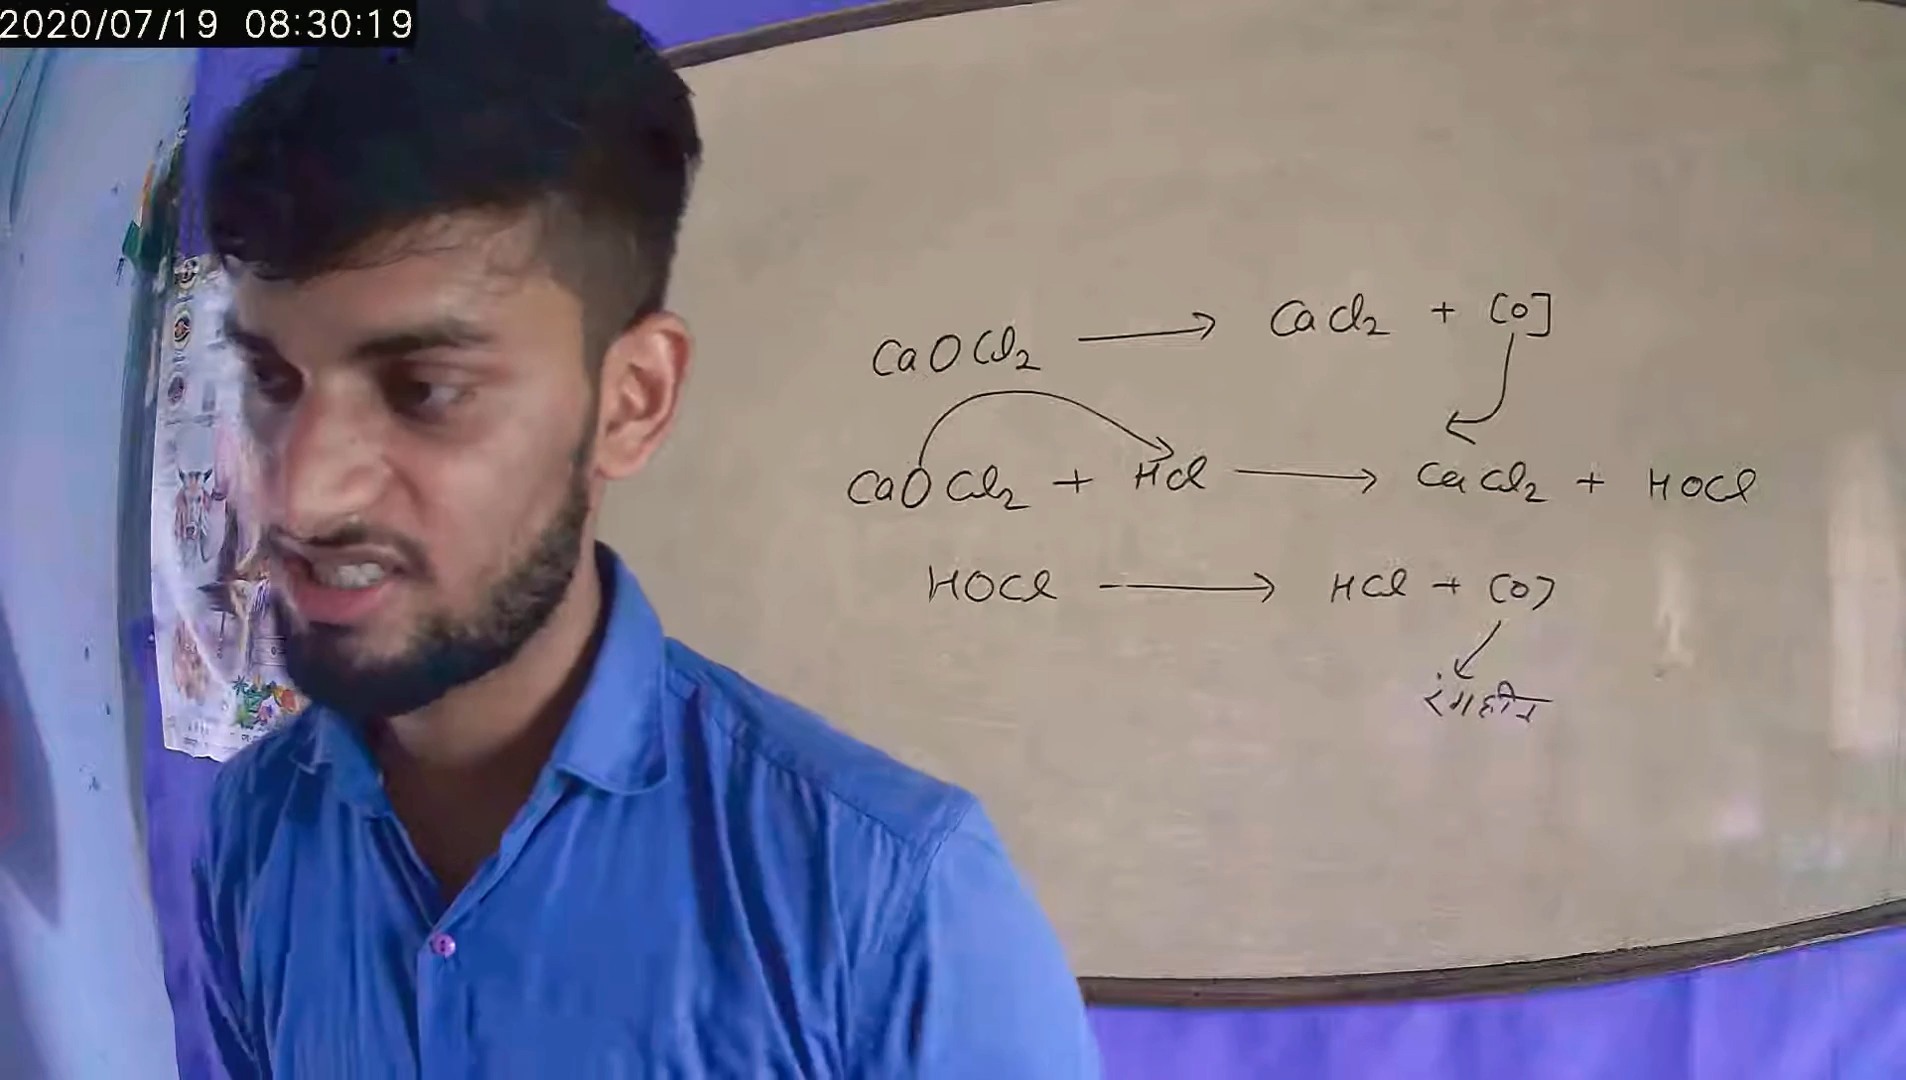 2020/07/19 08:30:19
CaOCl₂ ⟶ CaCl₂ + [O]
CaOCl₂ + HCl ⟶ CaCl₂ + HOCl
HOCl ⟶ HCl + (O)
रंगहीन